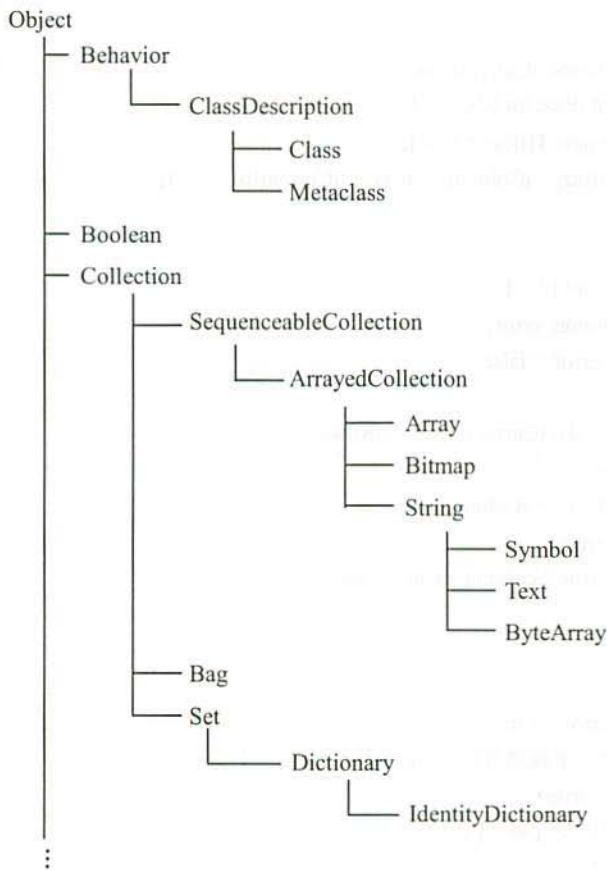 Object
Behavior
ClassDescription
Class
Metaclass
Boolean
Collection
SequenceableCollection
ArrayedCollection
Array
Bitmap
String
Symbol
Text
ByteArray
Bag
Set
Dictionary
IdentityDictionary
⋮